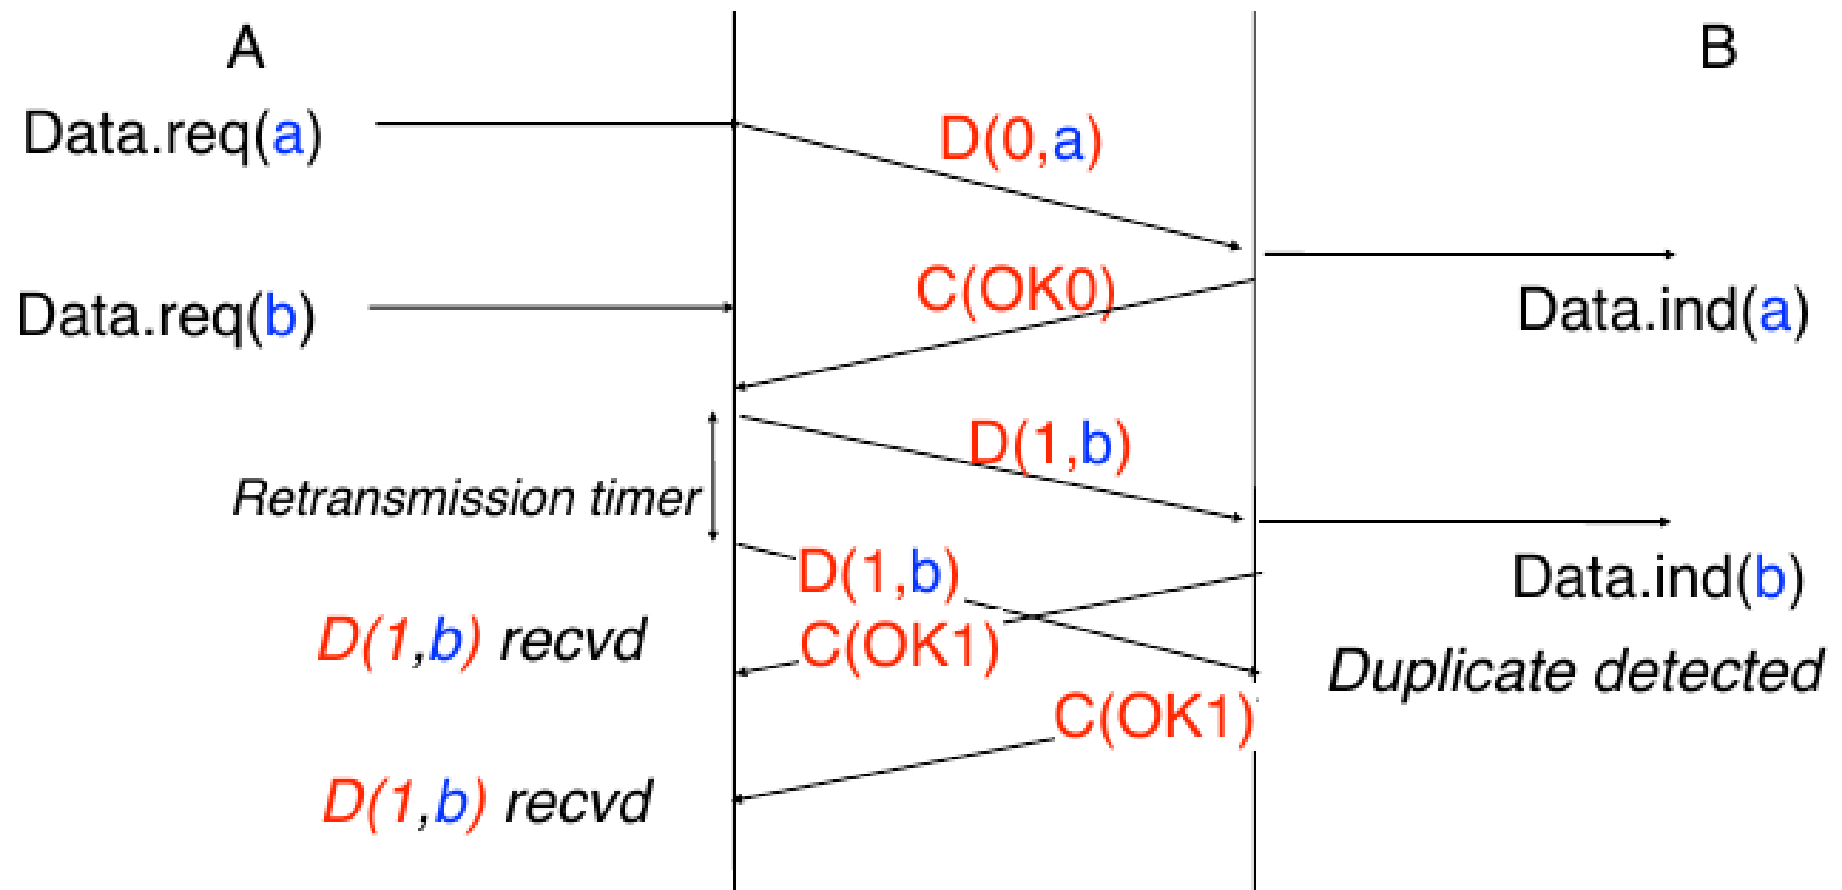 A
B
Data.req(a)
D(0,a)
C(OK0)
Data.req(b)
Data.ind(a)
D(1,b)
Retransmission timer
D(1,b)
Data.ind(b)
D(1,b) recvd
C(OK1)
Duplicate detected
C(OK1)
D(1,b) recvd